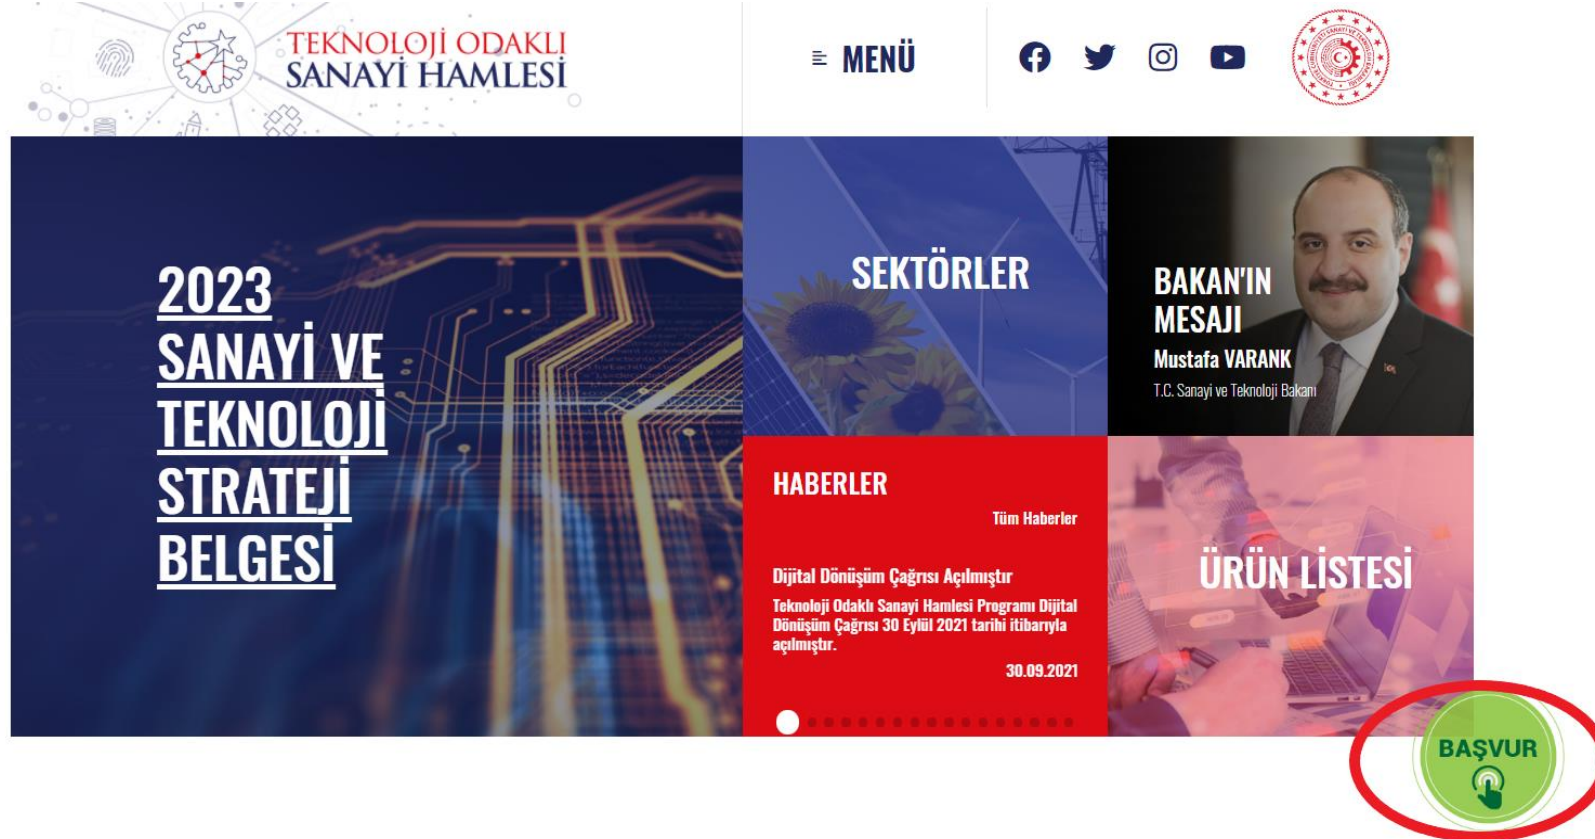 TEKNOLOJİ ODAKLI
SANAYİ HAMLESİ
MENÜ
2023
SANAYİ VE
TEKNOLOJİ
STRATEJİ
BELGESİ
SEKTÖRLER
BAKAN'IN
MESAJI
Mustafa VARANK
T.C. Sanayi ve Teknoloji Bakanı
HABERLER
Tüm Haberler
Dijital Dönüşüm Çağrısı Açılmıştır
Teknoloji Odaklı Sanayi Hamlesi Programı Dijital
Dönüşüm Çağrısı 30 Eylül 2021 tarihi itibarıyla
açılmıştır.
30.09.2021
ÜRÜN LİSTESİ
BAŞVUR